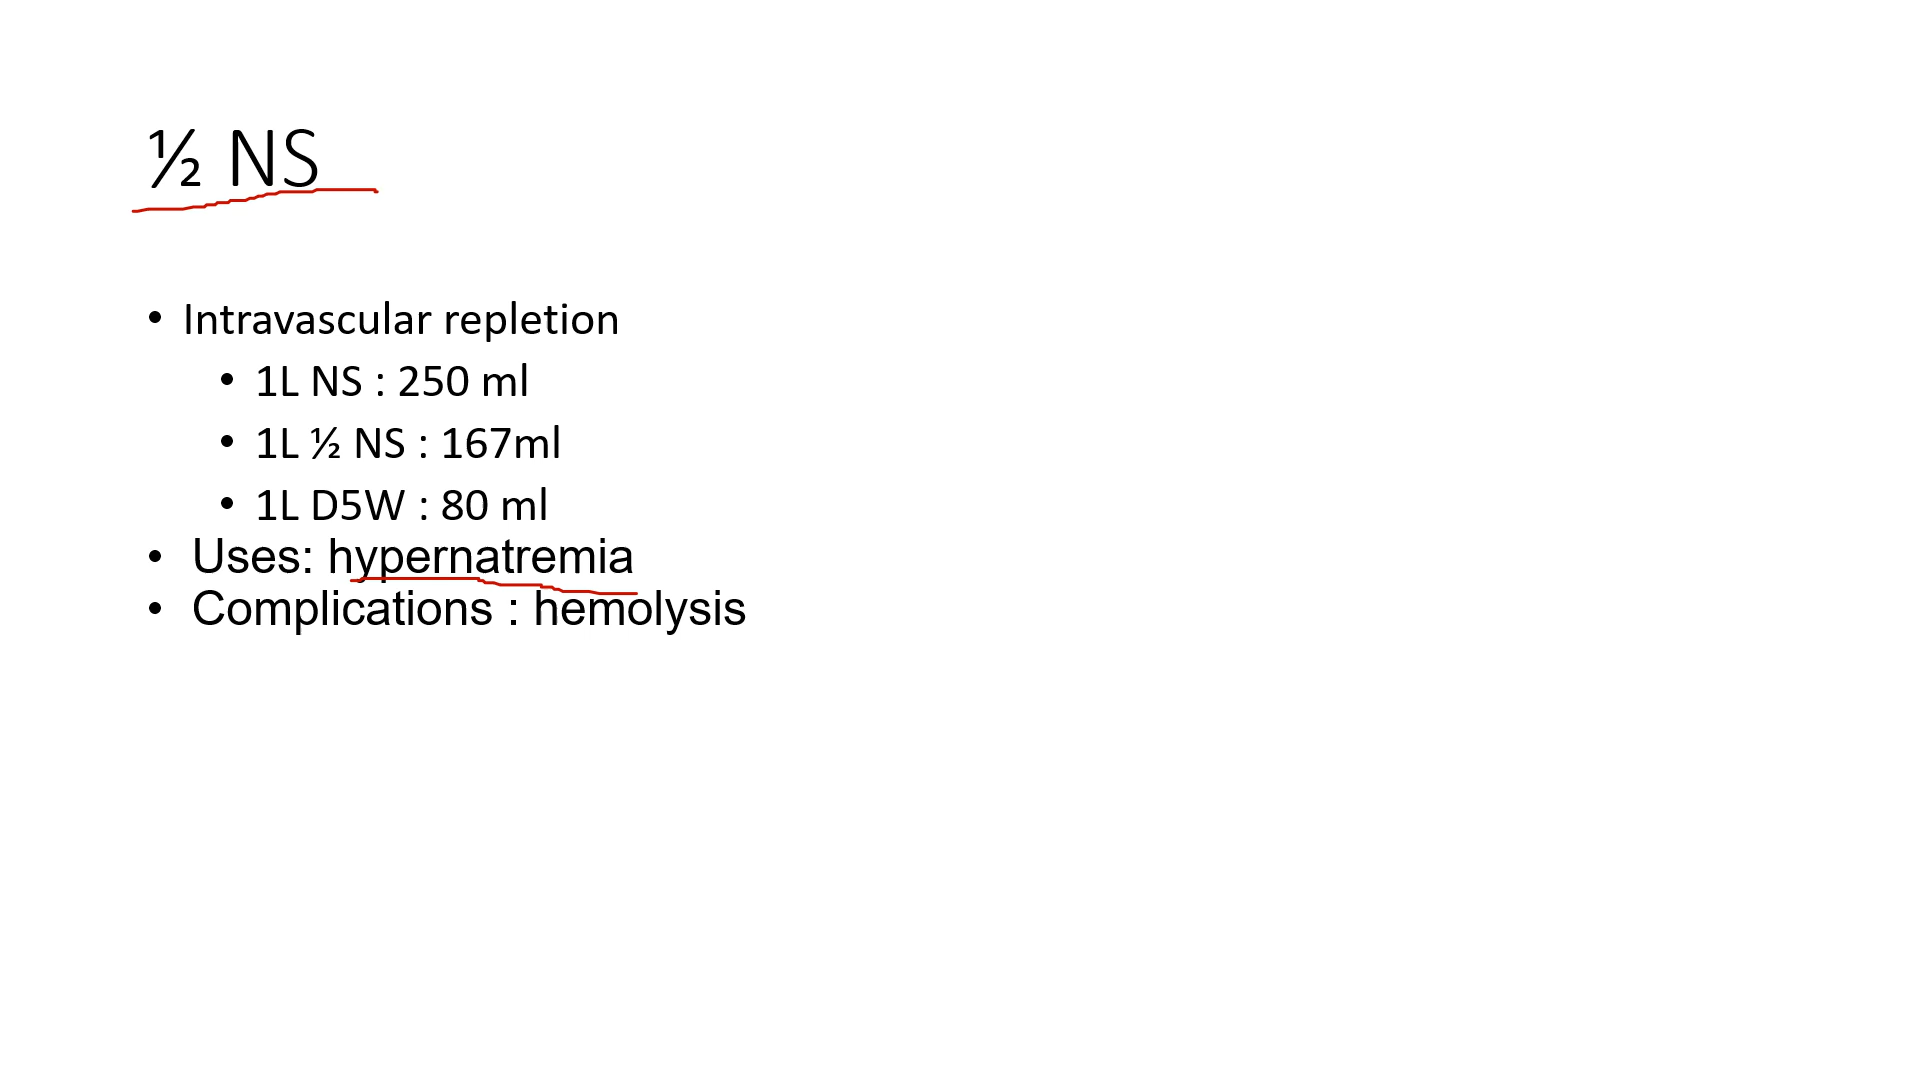 ½ NS
• Intravascular repletion
• 1L NS : 250 ml
• 1L ½ NS : 167ml
• 1L D5W : 80 ml
• Uses: hypernatremia
• Complications : hemolysis